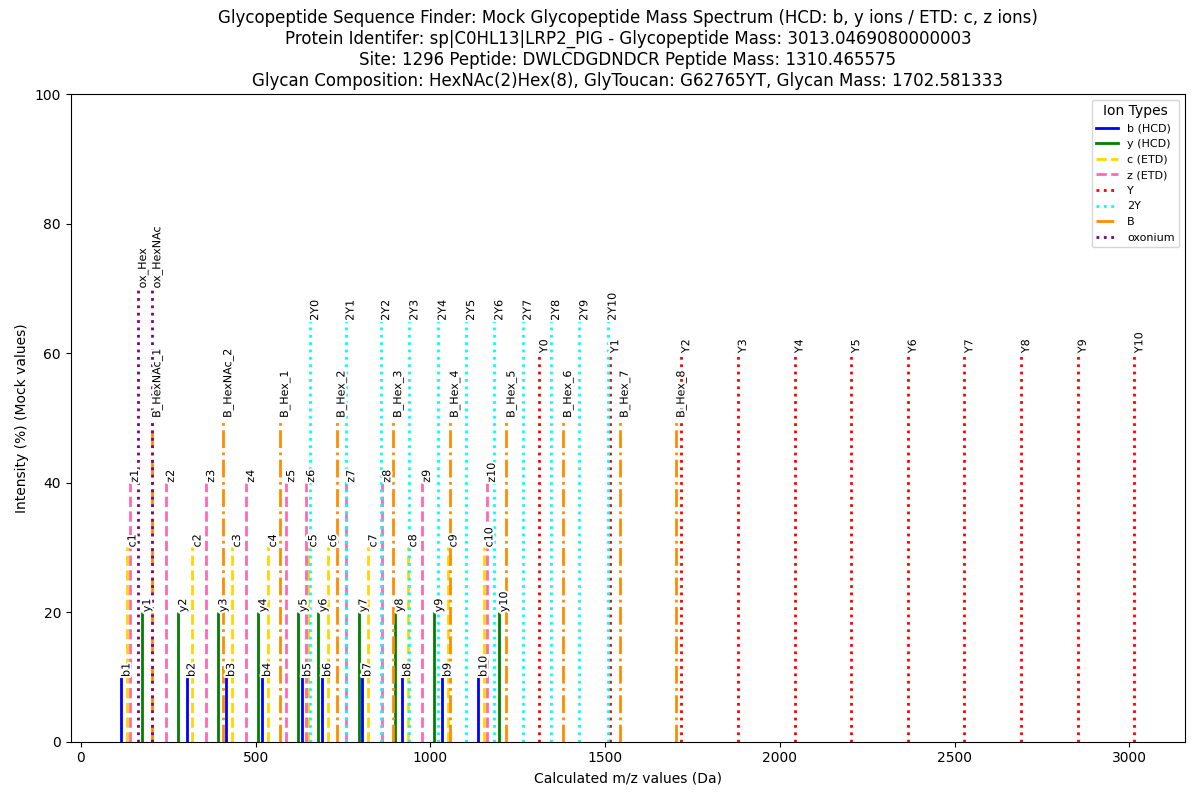 Glycopeptide Sequence Finder: Mock Glycopeptide Mass Spectrum (HCD: b, y ions / ETD: c, z ions)
Protein Identifer: sp|C0HL13|LRP2_PIG - Glycopeptide Mass: 3013.0469080000003
Site: 1296 Peptide: DWLCDGDNDCR Peptide Mass: 1310.465575
Glycan Composition: HexNAc(2)Hex(8), GlyToucan: G62765YT, Glycan Mass: 1702.581333
100
80
60
40
20
0
Intensity (%) (Mock values)
Ion Types
b (HCD)
y (HCD)
c (ETD)
z (ETD)
Y
2Y
B
oxonium
ox_Hex
ox_HexNAc
2Y0
2Y1
2Y2
2Y3
2Y4
2Y5
2Y6
2Y7
2Y8
2Y9
2Y10
Y0
Y1
Y2
Y3
Y4
Y5
Y6
Y7
Y8
Y9
Y10
B_HexNAc_1
B_HexNAc_2
B_Hex_1
B_Hex_2
B_Hex_3
B_Hex_4
B_Hex_5
B_Hex_6
B_Hex_7
B_Hex_8
z1
z2
z3
z4
z5
z6
z7
z8
z9
z10
c1
c2
c3
c4
c5
c6
c7
c8
c9
c10
y1
y2
y3
y4
y5
y6
y7
y8
y9
y10
b1
b2
b3
b4
b5
b6
b7
b8
b9
b10
0
500
1000
1500
2000
2500
3000
Calculated m/z values (Da)